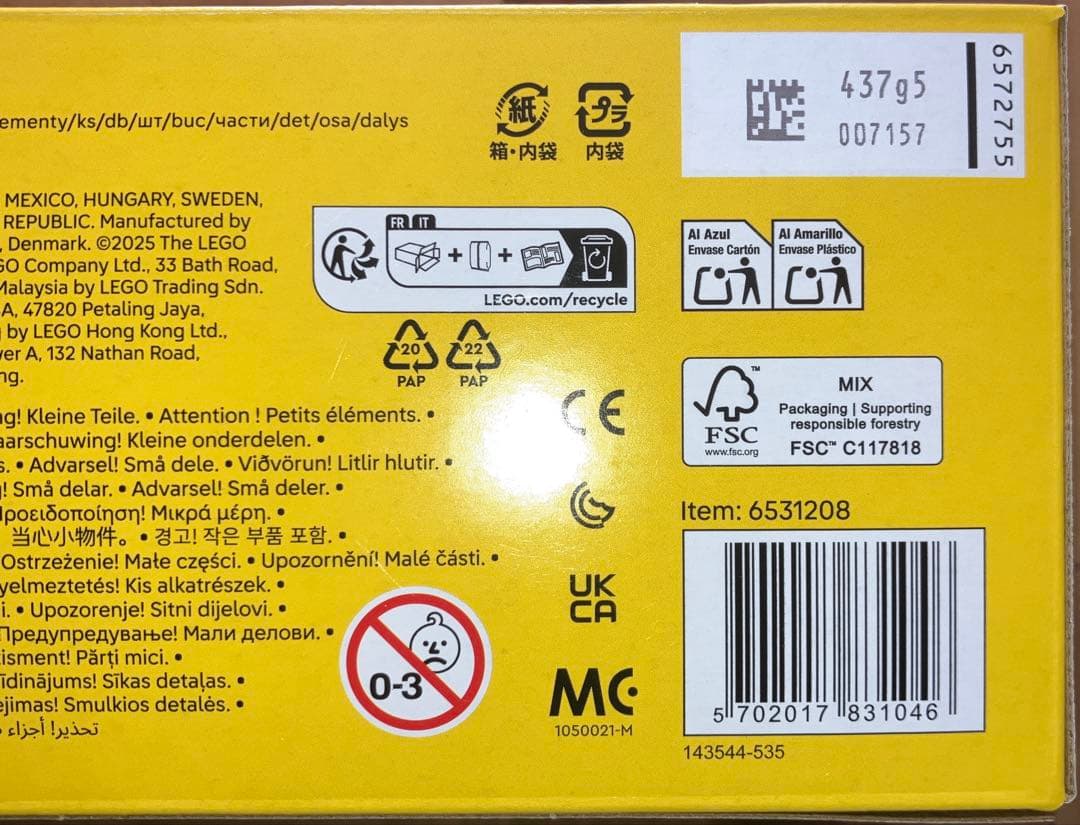 ementy/ks/db/шт/buc/части/det/osa/dalys
MEXICO, HUNGARY, SWEDEN,
REPUBLIC. Manufactured by
, Denmark. ©2025 The LEGO
GO Company Ltd., 33 Bath Road,
Malaysia by LEGO Trading Sdn.
A, 47820 Petaling Jaya,
by LEGO Hong Kong Ltd.,
er A, 132 Nathan Road,
ng.
g! Kleine Teile. • Attention ! Petits éléments. •
aarschuwing! Kleine onderdelen. •
s. • Advarsel! Små dele. • Viðvörun! Litlir hlutir. •
g! Små delar. • Advarsel! Små deler. •
Προειδοποίηση! Μικρά μέρη. •
当心小物件。 • 경고! 작은 부품 포함. •
Ostrzeżenie! Małe części. • Upozornění! Malé části. •
yelmeztetés! Kis alkatrészek. •
i. • Upozorenje! Sitni dijelovi. •
Предупредување! Мали делови. •
isment! Părți mici. •
īdinājums! Sīkas detaļas. •
ėjimas! Smulkios detalės. •
تحذير! أجزاء
紙
箱・内袋
プラ
内袋
FR IT
LEGO.com/recycle
20
PAP
22
PAP
CE
UK
CA
MC
1050021-M
0-3
437g5
007157
6572755
Al Azul
Envase Cartón
Al Amarillo
Envase Plástico
FSC™
www.fsc.org
MIX
Packaging | Supporting
responsible forestry
FSC™ C117818
Item: 6531208
5 702017 831046
143544-535